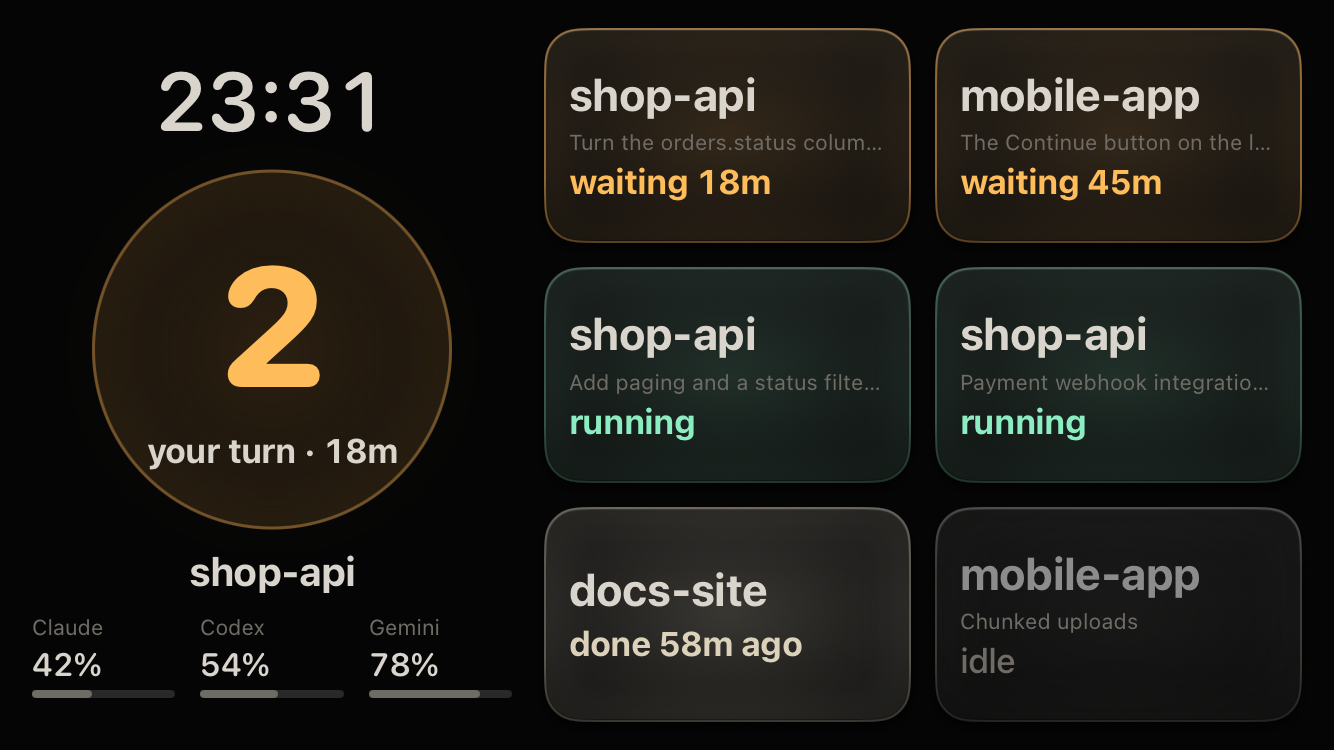 23:31
2
your turn · 18m
shop-api
Claude
42%
Codex
54%
Gemini
78%
shop-api
Turn the orders.status colum...
waiting 18m
mobile-app
The Continue button on the l...
waiting 45m
shop-api
Add paging and a status filte...
running
shop-api
Payment webhook integratio...
running
docs-site
done 58m ago
mobile-app
Chunked uploads
idle